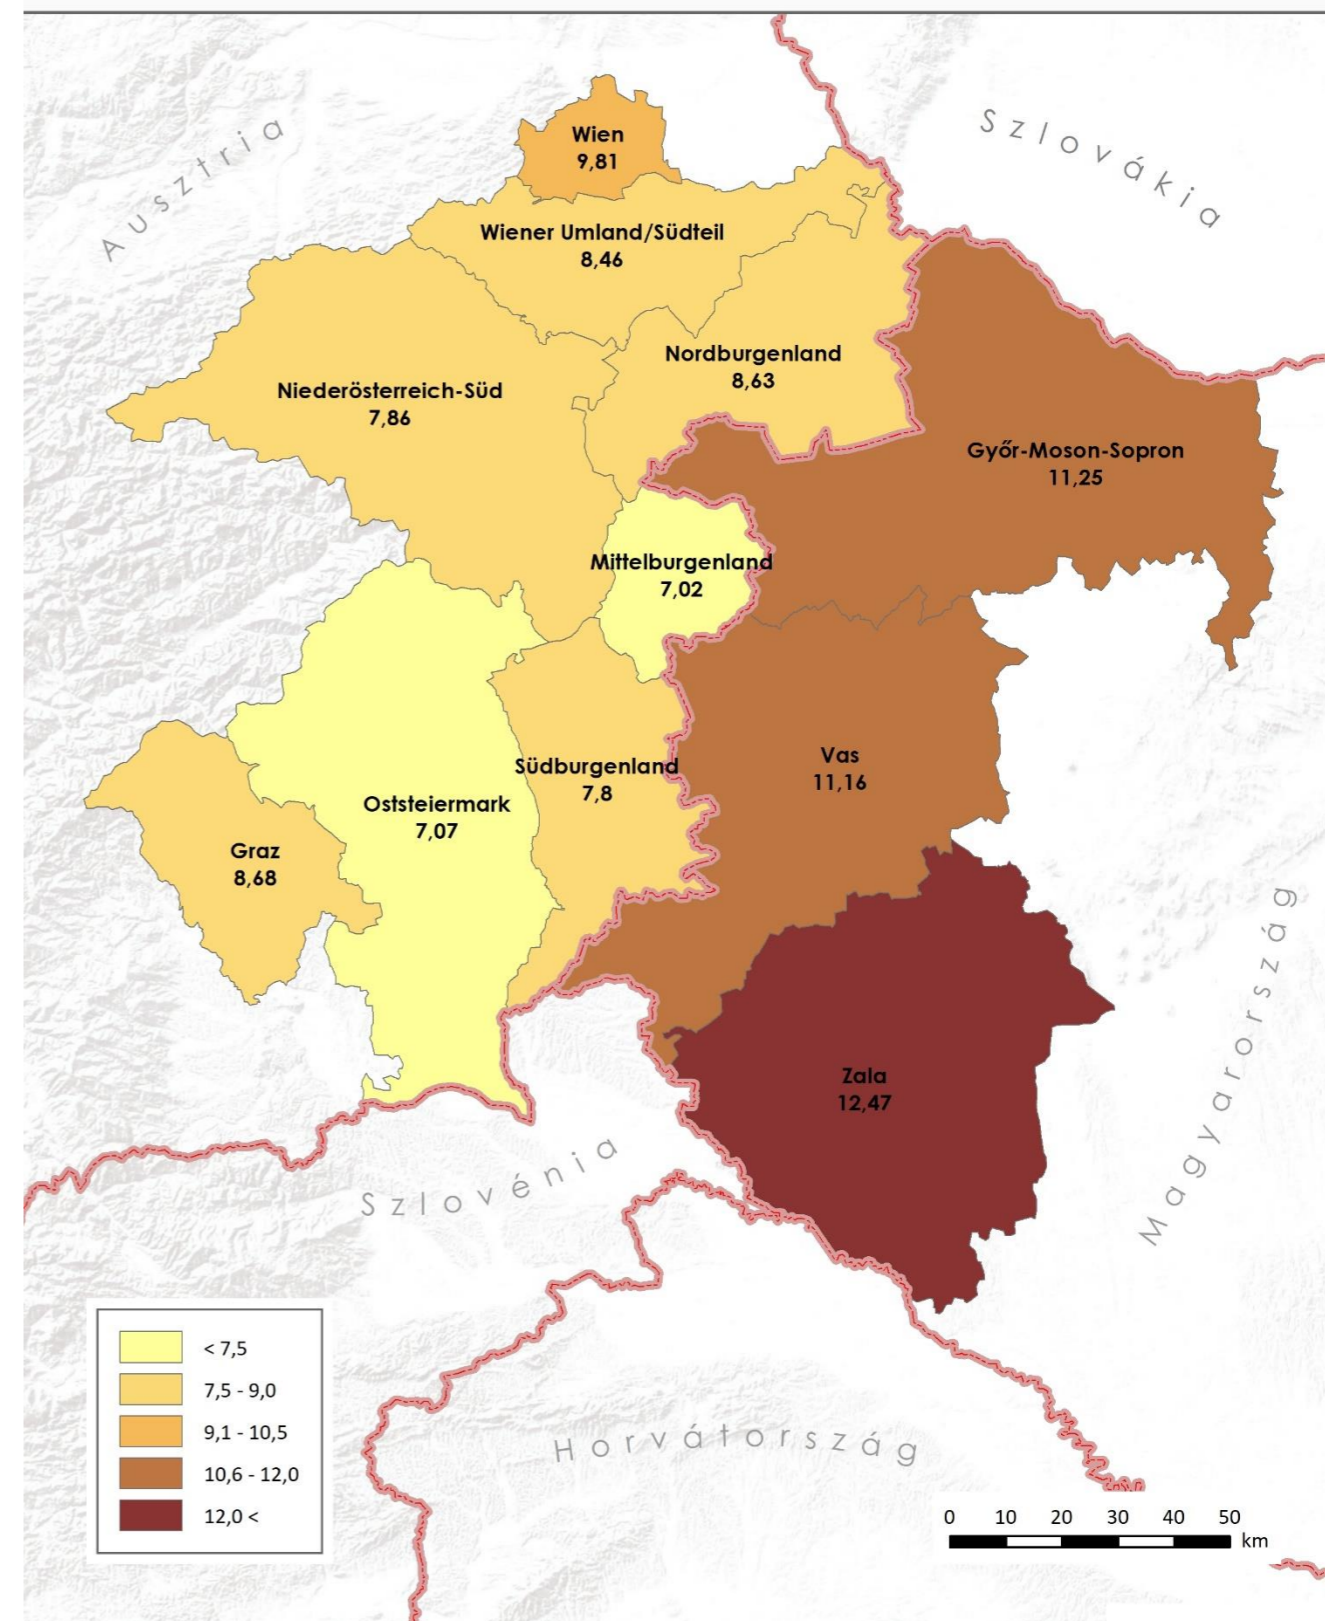 Ausztria
Szlovákia
Wien
9,81
Wiener Umland/Südteil
8,46
Nordburgenland
8,63
Niederösterreich-Süd
7,86
Győr-Moson-Sopron
11,25
Mittelburgenland
7,02
Vas
11,16
Südburgenland
7,8
Oststeiermark
7,07
Graz
8,68
Magyarország
Zala
12,47
Szlovénia
Horvátország
< 7,5
7,5 - 9,0
9,1 - 10,5
10,6 - 12,0
12,0 <
0 10 20 30 40 50
km